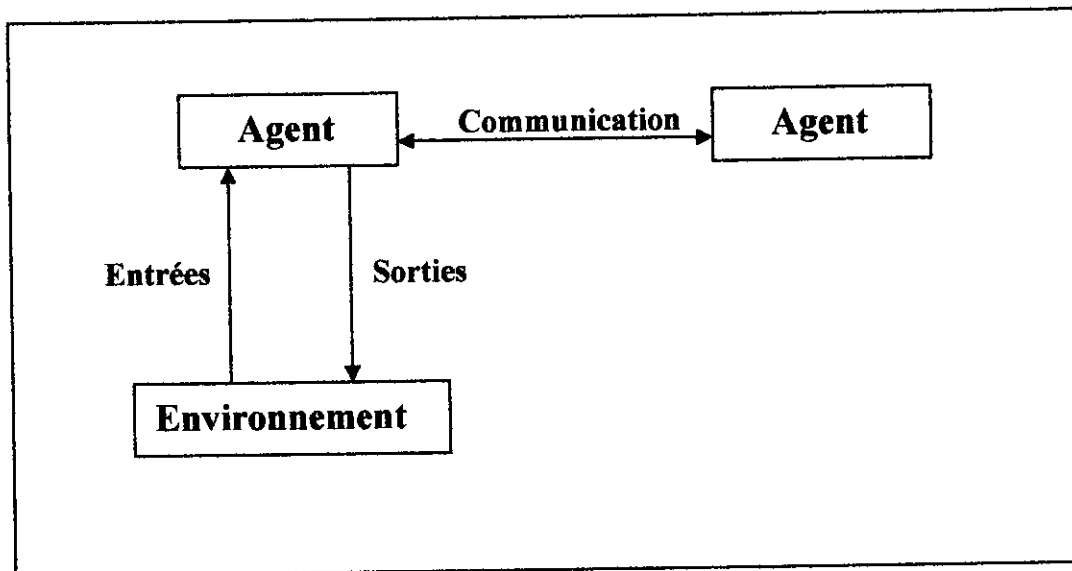 Agent
Communication
Agent
Entrées
Sorties
Environnement